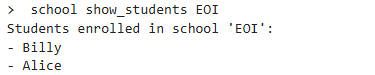 >  school show_students EOI
Students enrolled in school 'EOI':
- Billy
- Alice